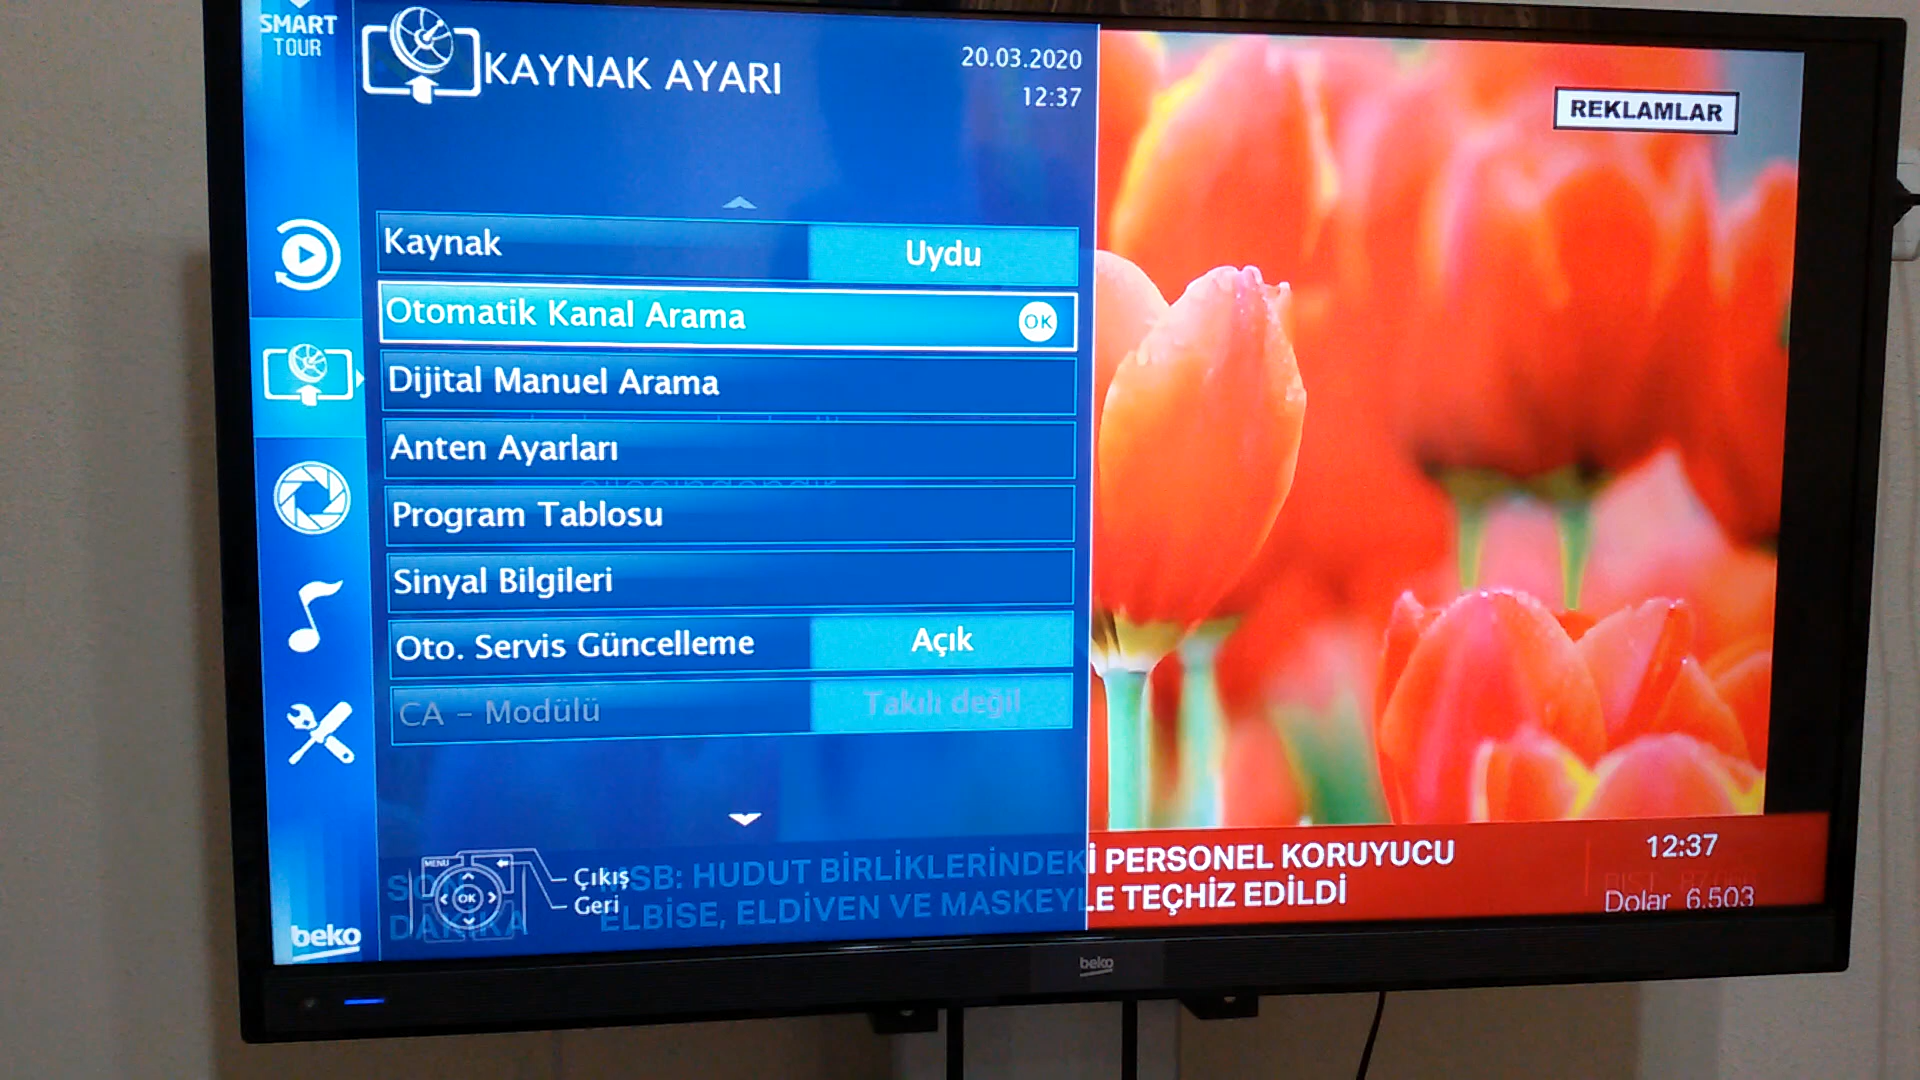 SMART
TOUR
KAYNAK AYARI
20.03.2020
12:37
REKLAMLAR
Kaynak
Uydu
Otomatik Kanal Arama
OK
Dijital Manuel Arama
Anten Ayarları
Program Tablosu
Sinyal Bilgileri
Oto. Servis Güncelleme
Açık
CA - Modülü
Takılı değil
MENU
OK
Çıkış
Geri
SON
DAKİKA
MSB: HUDUT BİRLİKLERİNDEKİ PERSONEL KORUYUCU
ELBİSE, ELDİVEN VE MASKEYLE TEÇHİZ EDİLDİ
12:37
Dolar 6.503
beko
beko